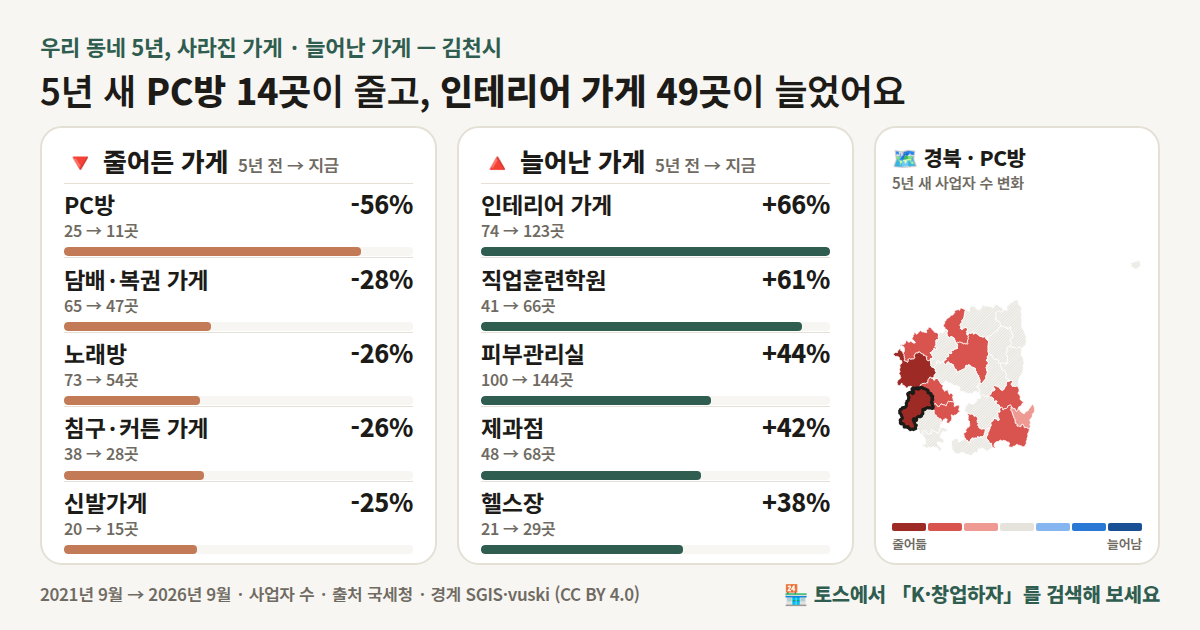 우리 동네 5년, 사라진 가게 · 늘어난 가게 — 김천시
5년 새 PC방 14곳이 줄고, 인테리어 가게 49곳이 늘었어요
줄어든 가게 5년 전 → 지금
PC방 -56%
25 → 11곳
담배·복권 가게 -28%
65 → 47곳
노래방 -26%
73 → 54곳
침구·커튼 가게 -26%
38 → 28곳
신발가게 -25%
20 → 15곳
늘어난 가게 5년 전 → 지금
인테리어 가게 +66%
74 → 123곳
직업훈련학원 +61%
41 → 66곳
피부관리실 +44%
100 → 144곳
제과점 +42%
48 → 68곳
헬스장 +38%
21 → 29곳
경북 · PC방
5년 새 사업자 수 변화
줄어듦 늘어남
2021년 9월 → 2026년 9월 · 사업자 수 · 출처 국세청 · 경계 SGIS·vuski (CC BY 4.0)
토스에서 「K·창업하자」를 검색해 보세요